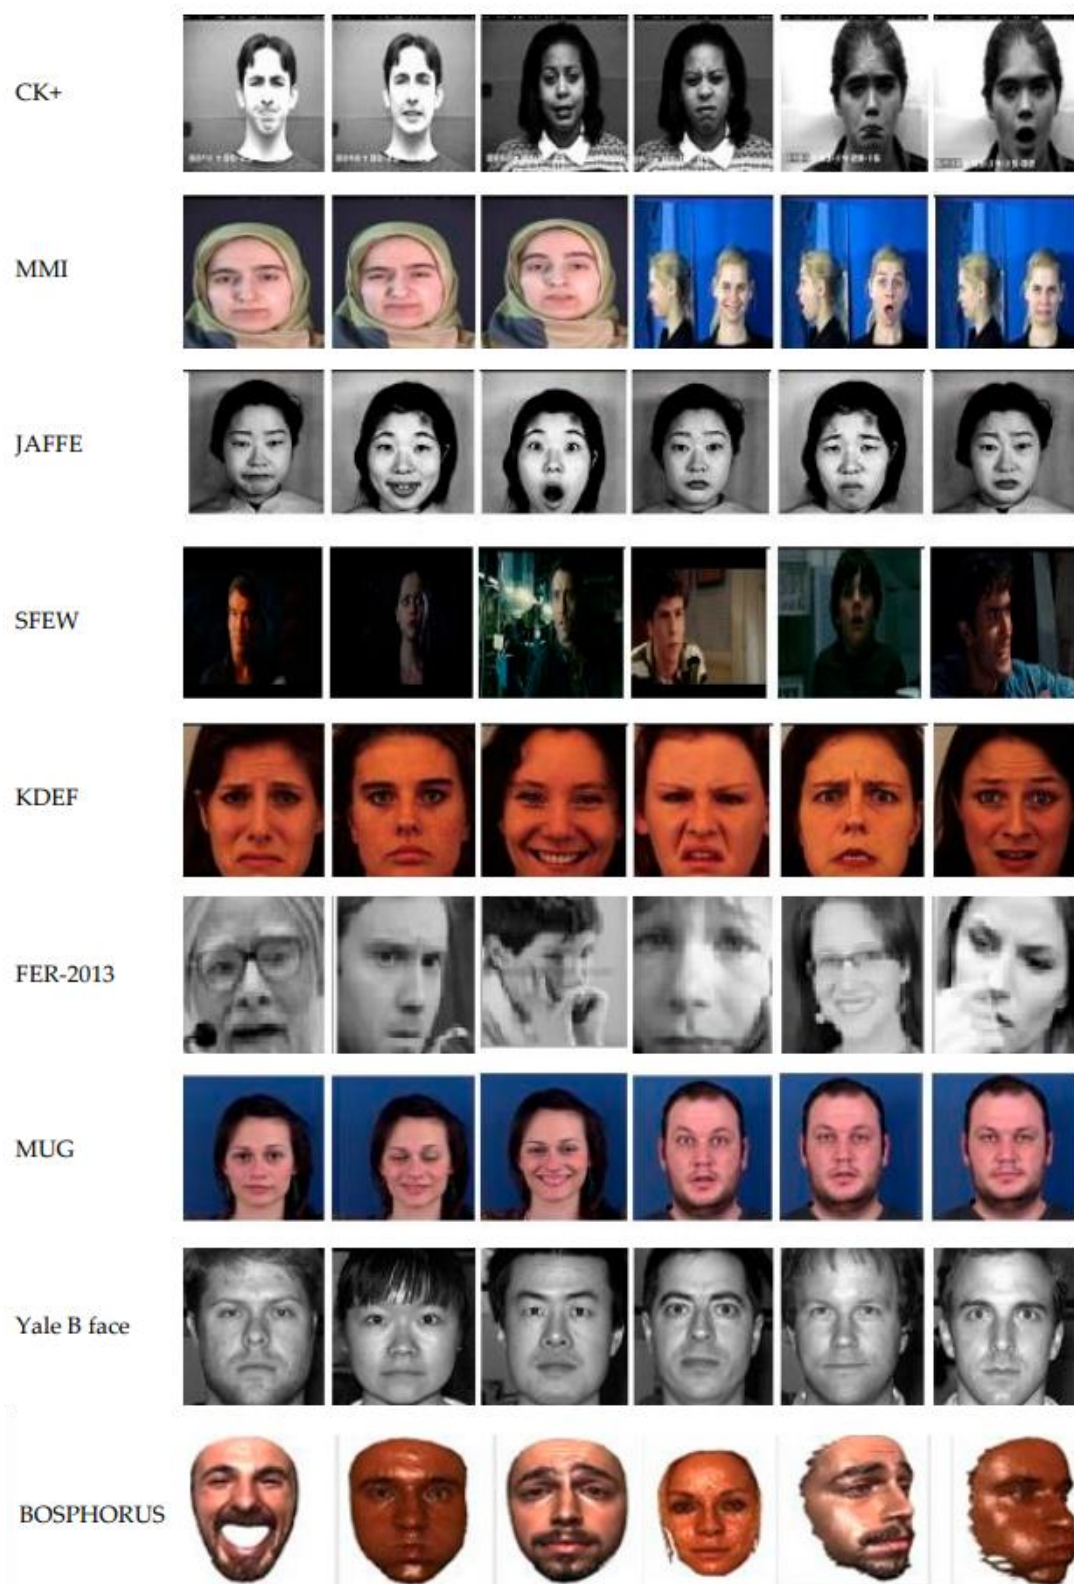 CK+
MMI
JAFFE
SFEW
KDEF
FER-2013
MUG
Yale B face
BOSPHORUS